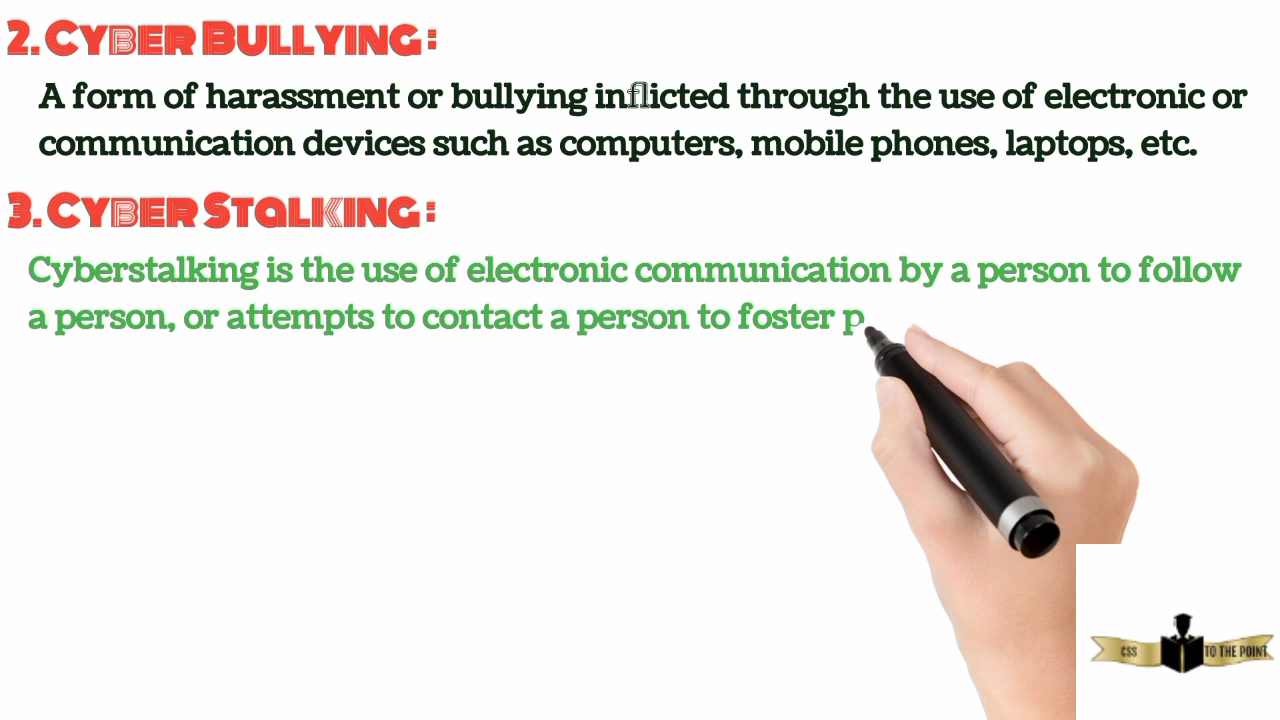 2. Cyber Bullying :
A form of harassment or bullying inflicted through the use of electronic or
communication devices such as computers, mobile phones, laptops, etc.
3. Cyber Stalking :
Cyberstalking is the use of electronic communication by a person to follow
a person, or attempts to contact a person to foster p
CSS TO THE POINT